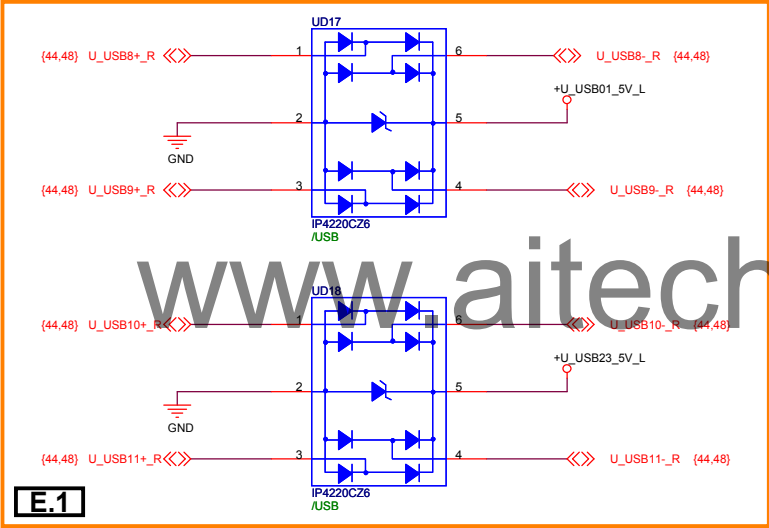 UD17
{44,48} U_USB8+_R 1 6 U_USB8-_R {44,48}
+U_USB01_5V_L
2 5
GND
{44,48} U_USB9+_R 3 4 U_USB9-_R {44,48}
IP4220CZ6
/USB
www.aitech
UD18
{44,48} U_USB10+_R 1 6 U_USB10-_R {44,48}
+U_USB23_5V_L
2 5
GND
{44,48} U_USB11+_R 3 4 U_USB11-_R {44,48}
IP4220CZ6
/USB
E.1